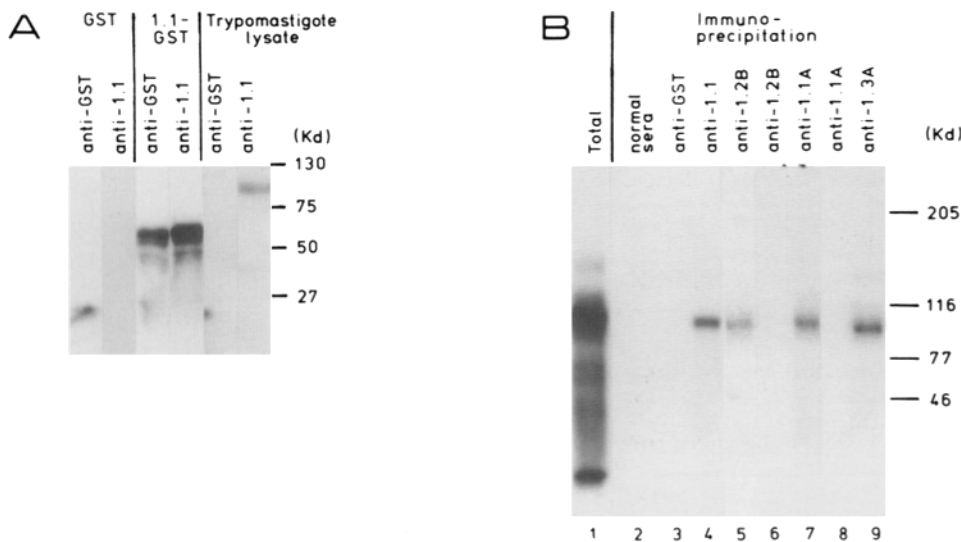 A
GST
1.1-
GST
Trypomastigote
lysate
anti-GST
anti-1.1
anti-GST
anti-1.1
anti-GST
anti-1.1
(Kd)
130
75
50
27
B
Immuno-
precipitation
Total
normal
sera
anti-GST
anti-1.1
anti-1.2B
anti-1.2B
anti-1.1A
anti-1.1A
anti-1.3A
(Kd)
205
116
77
46
1 2 3 4 5 6 7 8 9